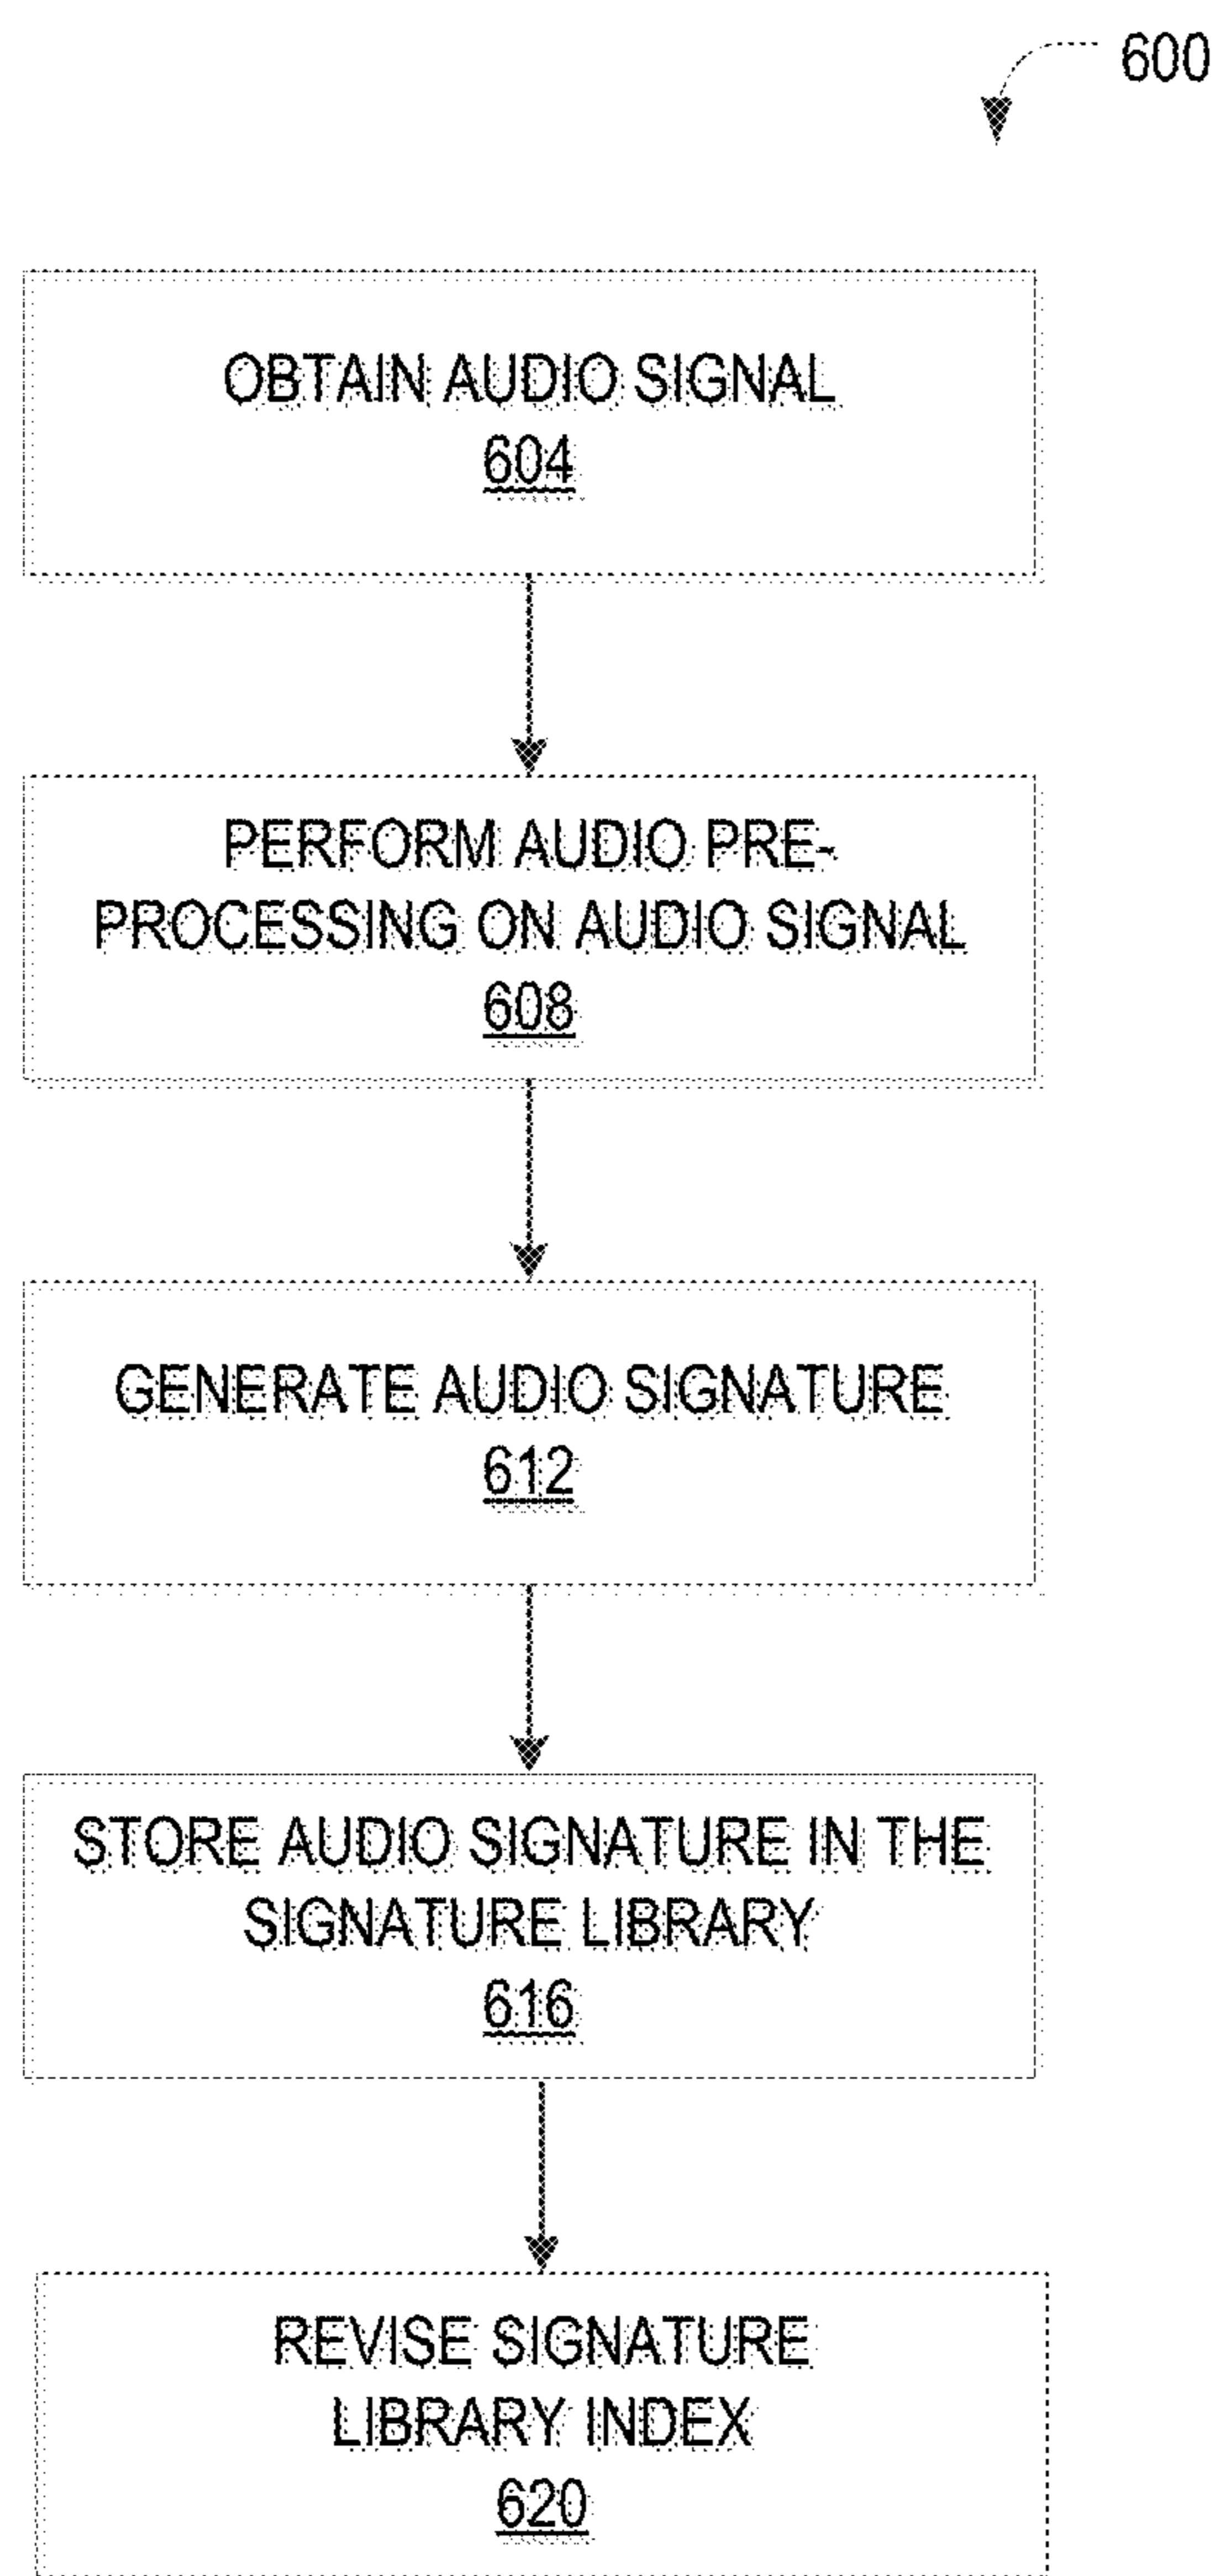 600
OBTAIN AUDIO SIGNAL
604
PERFORM AUDIO PRE-
PROCESSING ON AUDIO SIGNAL
608
GENERATE AUDIO SIGNATURE
612
STORE AUDIO SIGNATURE IN THE
SIGNATURE LIBRARY
616
REVISE SIGNATURE
LIBRARY INDEX
620